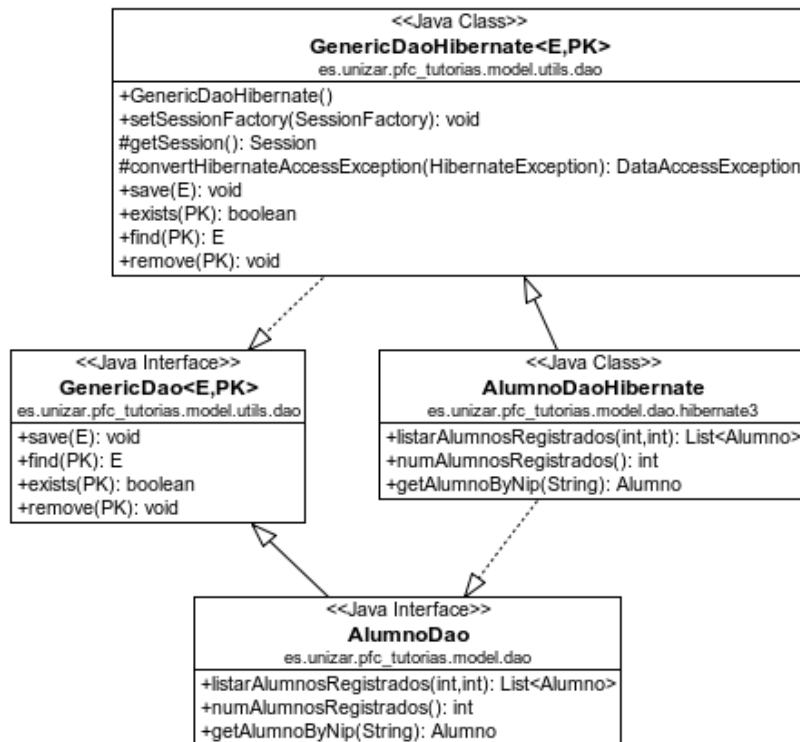 <<Java Class>>
GenericDaoHibernate<E,PK>
es.unizar.pfc_tutorias.model.utils.dao
+GenericDaoHibernate()
+setSessionFactory(SessionFactory): void
#getSession(): Session
#convertHibernateAccessException(HibernateException): DataAccessException
+save(E): void
+exists(PK): boolean
+find(PK): E
+remove(PK): void
<<Java Interface>>
GenericDao<E,PK>
es.unizar.pfc_tutorias.model.utils.dao
+save(E): void
+find(PK): E
+exists(PK): boolean
+remove(PK): void
<<Java Class>>
AlumnoDaoHibernate
es.unizar.pfc_tutorias.model.dao.hibernate3
+listarAlumnosRegistrados(int,int): List<Alumno>
+numAlumnosRegistrados(): int
+getAlumnoByNip(String): Alumno
<<Java Interface>>
AlumnoDao
es.unizar.pfc_tutorias.model.dao
+listarAlumnosRegistrados(int,int): List<Alumno>
+numAlumnosRegistrados(): int
+getAlumnoByNip(String): Alumno